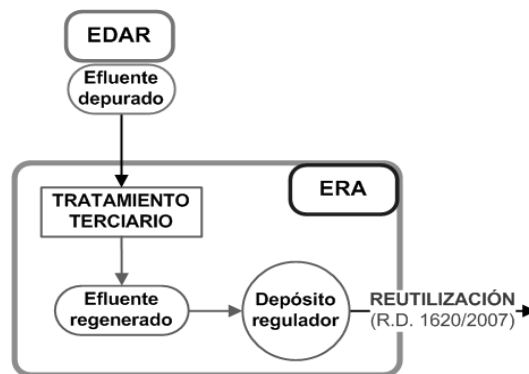 EDAR
Efluente
depurado
ERA
TRATAMIENTO
TERCIARIO
Efluente
regenerado
Depósito
regulador
REUTILIZACIÓN
(R.D. 1620/2007)